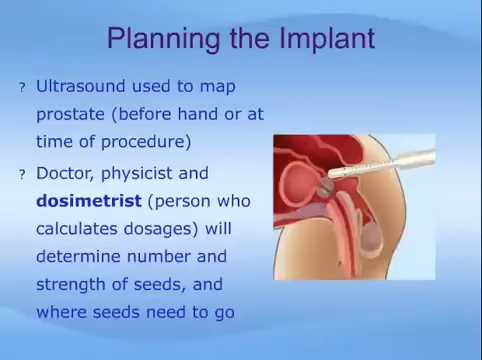 Planning the Implant
? Ultrasound used to map
prostate (before hand or at
time of procedure)
? Doctor, physicist and
dosimetrist (person who
calculates dosages) will
determine number and
strength of seeds, and
where seeds need to go